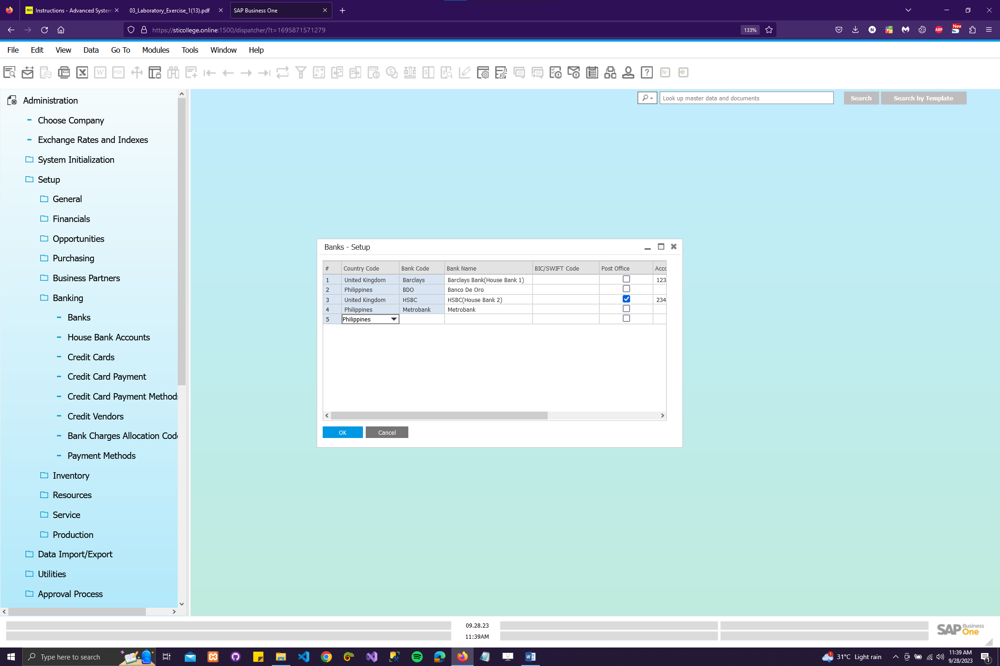 Instructions - Advanced System
03_Laboratory_Exercise_1(13).pdf
SAP Business One
https://sticollege.online:1500/dispatcher/?t=1695871571279
133%
N
ABP
New
File Edit View Data Go To Modules Tools Window Help
Administration
Choose Company
Exchange Rates and Indexes
System Initialization
Setup
General
Financials
Opportunities
Purchasing
Business Partners
Banking
Banks
House Bank Accounts
Credit Cards
Credit Card Payment
Credit Card Payment Methods
Credit Vendors
Bank Charges Allocation Code
Payment Methods
Inventory
Resources
Service
Production
Data Import/Export
Utilities
Approval Process
Look up master data and documents
Search
Search by Template
Banks - Setup
# Country Code Bank Code Bank Name BIC/SWIFT Code Post Office Acco
1 United Kingdom Barclays Barclays Bank(House Bank 1) 123
2 Philippines BDO Banco De Oro
3 United Kingdom HSBC HSBC(House Bank 2) 234
4 Philippines Metrobank Metrobank
5 Philippines
OK
Cancel
09.28.23
11:39AM
SAP Business One
Type here to search
31°C Light rain
11:39 AM
9/28/2023
1